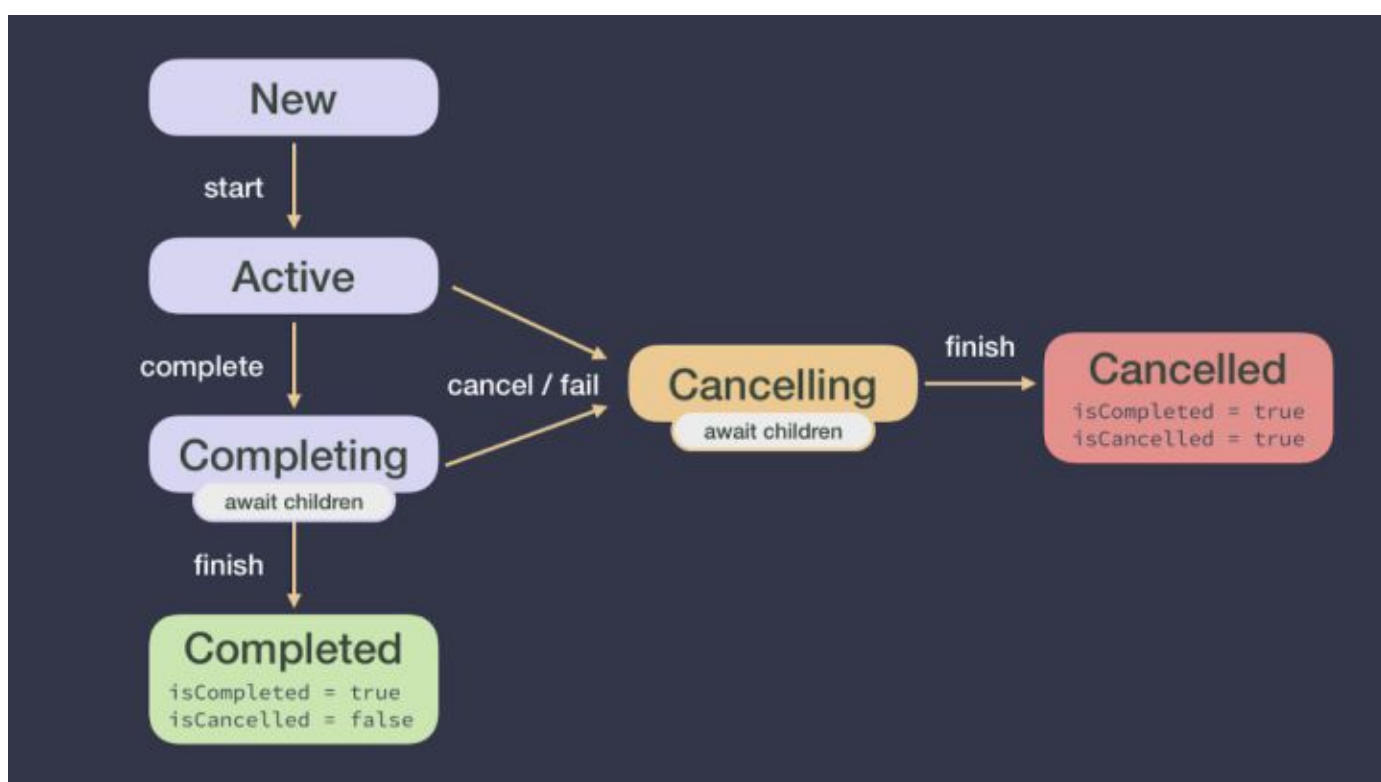 New
start
Active
complete
cancel / fail
Completing
await children
finish
Completed
isCompleted = true
isCancelled = false
Cancelling
await children
finish
Cancelled
isCompleted = true
isCancelled = true